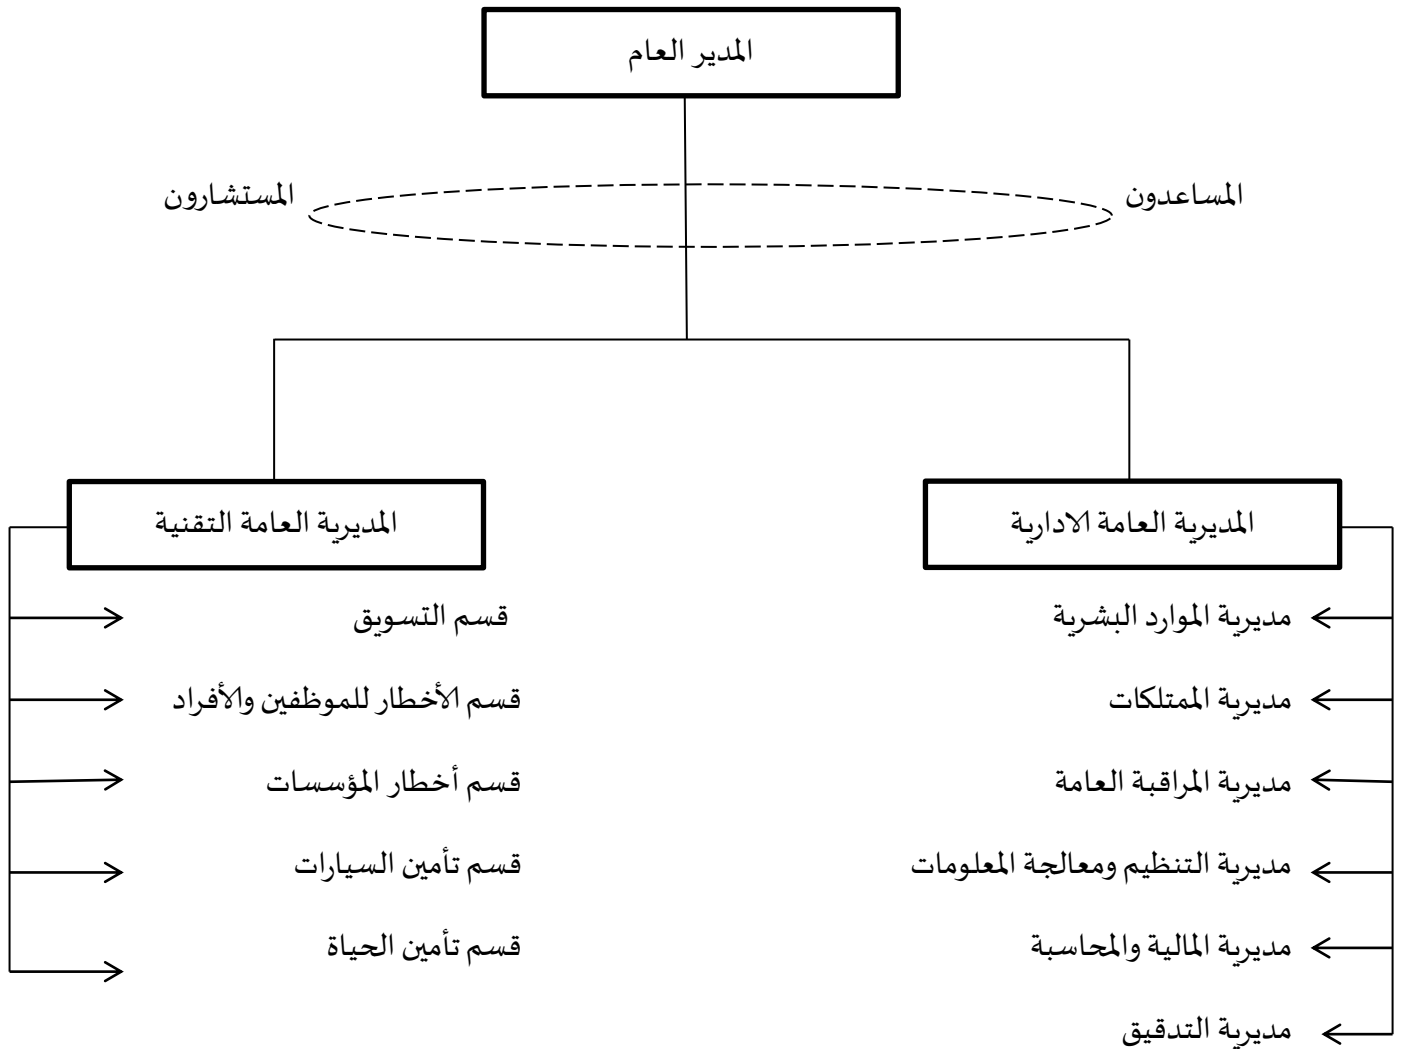 المدير العام
المساعدون
المستشارون
المديرية العامة الادارية
مديرية الموارد البشرية
مديرية الممتلكات
مديرية المراقبة العامة
مديرية التنظيم ومعالجة المعلومات
مديرية المالية والمحاسبة
مديرية التدقيق
المديرية العامة التقنية
قسم التسويق
قسم الأخطار للموظفين والأفراد
قسم أخطار المؤسسات
قسم تأمين السيارات
قسم تأمين الحياة